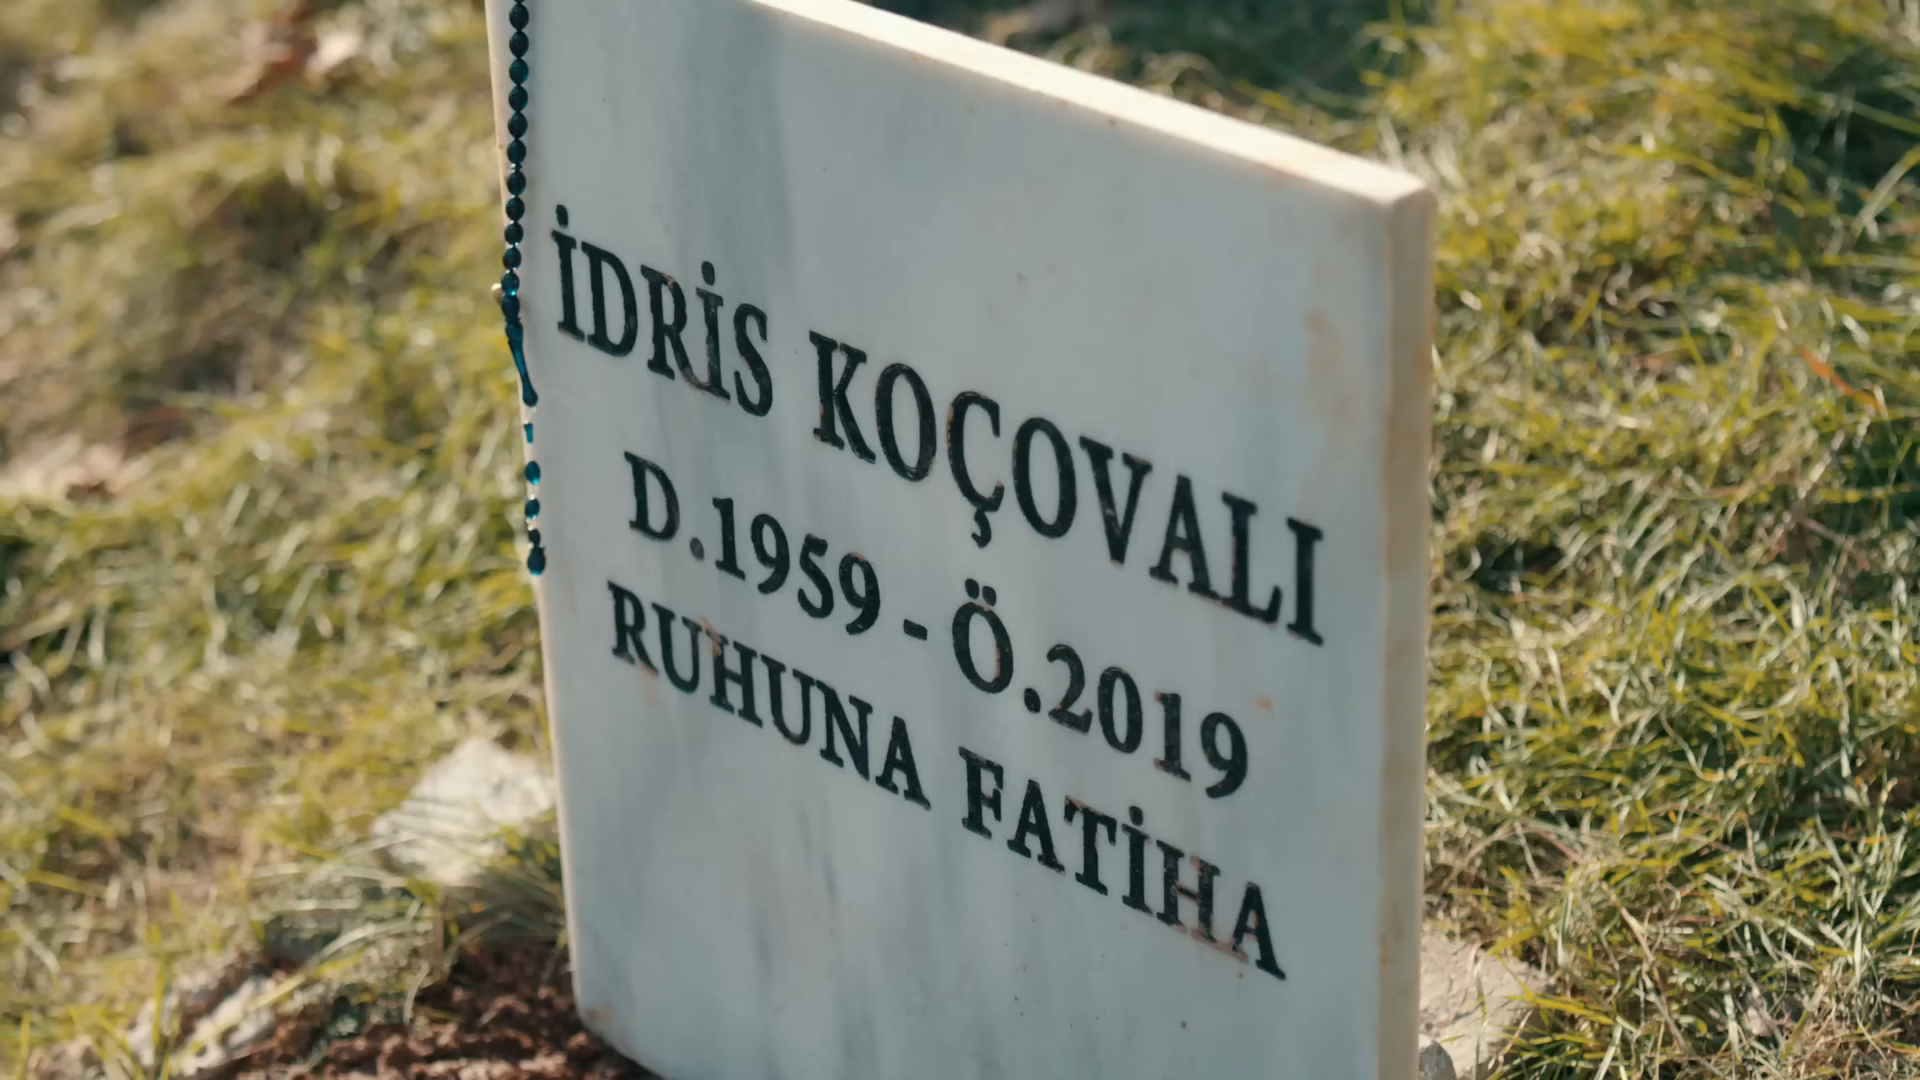 İDRİS KOÇOVALI
D.1959 - Ö.2019
RUHUNA FATİHA